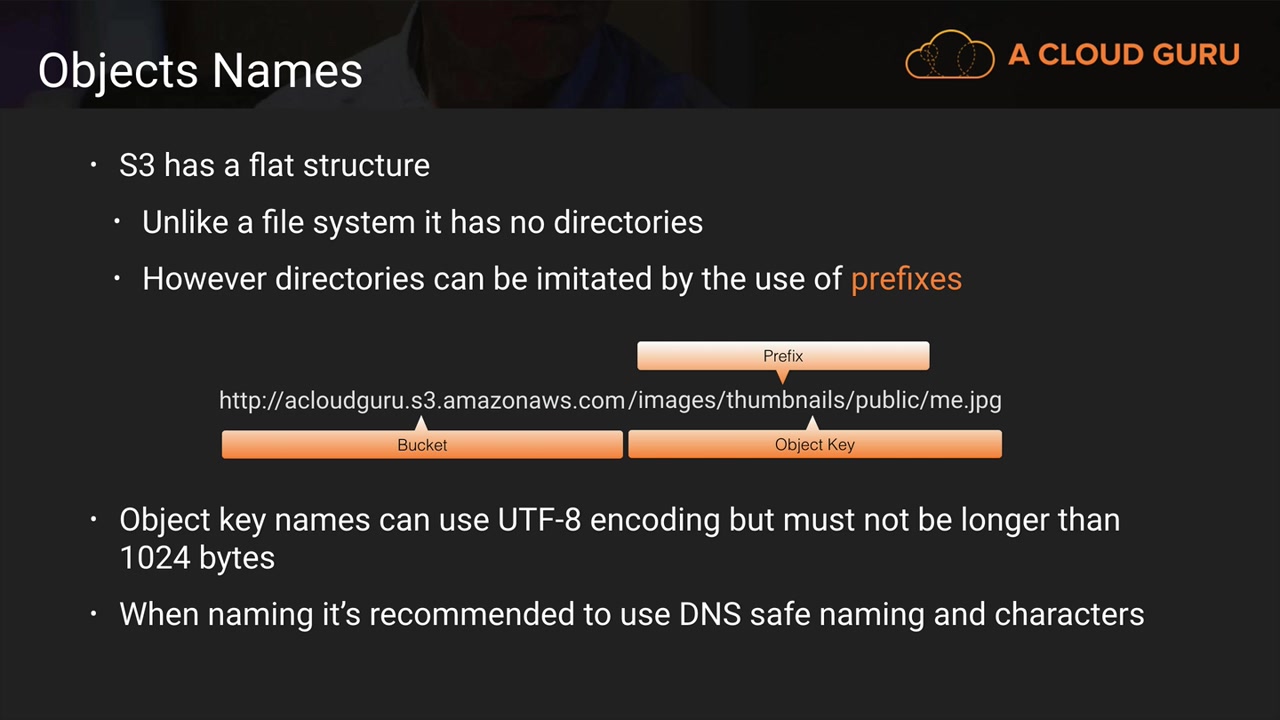 Objects Names
A CLOUD GURU
· S3 has a flat structure
· Unlike a file system it has no directories
· However directories can be imitated by the use of prefixes
Prefix
http://acloudguru.s3.amazonaws.com/images/thumbnails/public/me.jpg
Bucket
Object Key
· Object key names can use UTF-8 encoding but must not be longer than
1024 bytes
· When naming it’s recommended to use DNS safe naming and characters